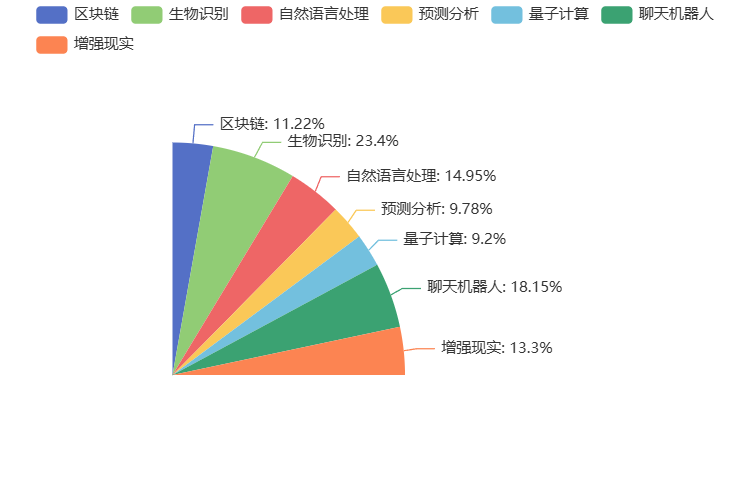 区块链 生物识别 自然语言处理 预测分析 量子计算 聊天机器人
增强现实
区块链: 11.22%
生物识别: 23.4%
自然语言处理: 14.95%
预测分析: 9.78%
量子计算: 9.2%
聊天机器人: 18.15%
增强现实: 13.3%